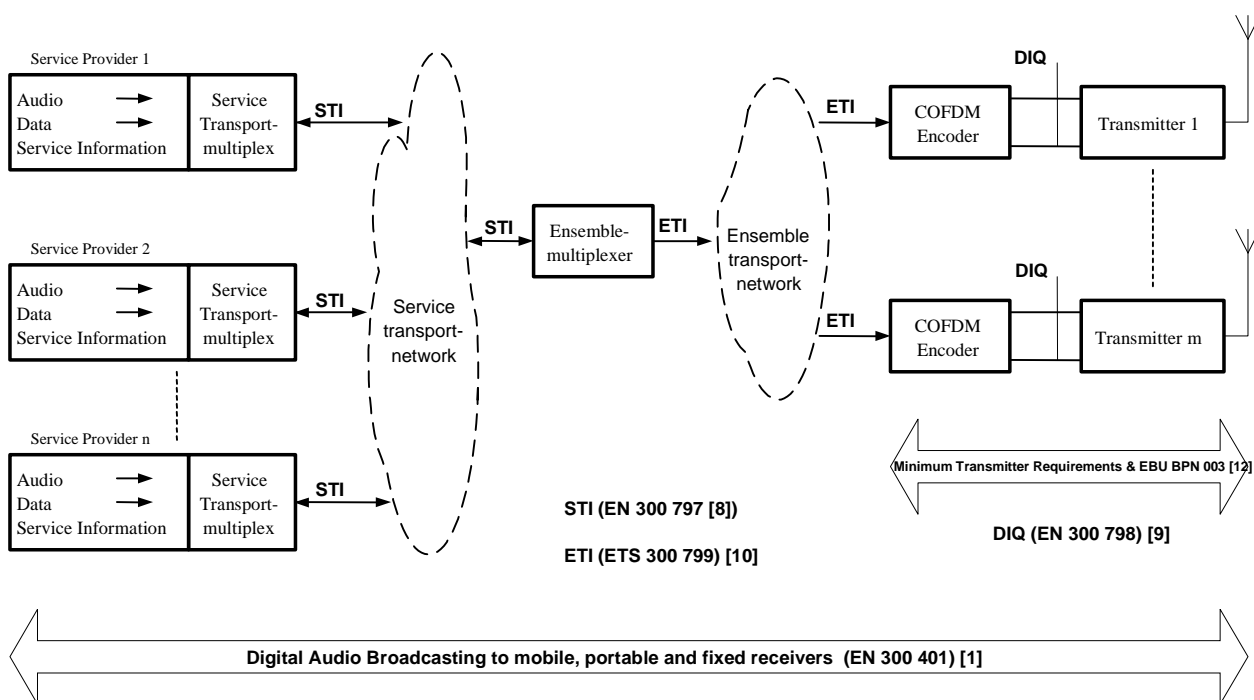 Service Provider 1
Audio
Data
Service Information
Service
Transport-
multiplex
STI
Service Provider 2
Audio
Data
Service Information
Service
Transport-
multiplex
STI
Service Provider n
Audio
Data
Service Information
Service
Transport-
multiplex
STI
Service
transport-
network
STI
Ensemble-
multiplexer
ETI
Ensemble
transport-
network
ETI
COFDM
Encoder
DIQ
Transmitter 1
ETI
COFDM
Encoder
DIQ
Transmitter m
Minimum Transmitter Requirements & EBU BPN 003 [12]
STI (EN 300 797 [8])
ETI (ETS 300 799) [10]
DIQ (EN 300 798) [9]
Digital Audio Broadcasting to mobile, portable and fixed receivers (EN 300 401) [1]